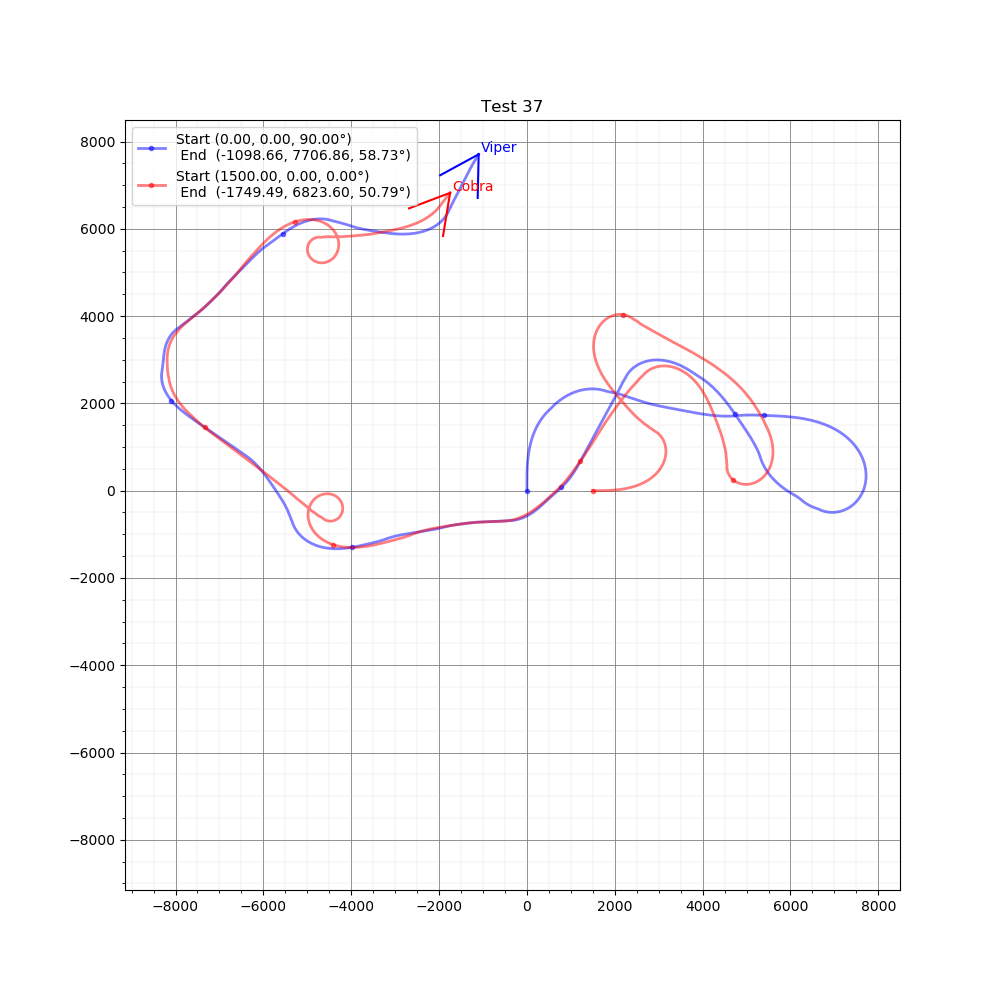 Test 37
Start (0.00, 0.00, 90.00°)
End  (-1098.66, 7706.86, 58.73°)
Start (1500.00, 0.00, 0.00°)
End  (-1749.49, 6823.60, 50.79°)
Viper
Cobra
8000
6000
4000
2000
0
−2000
−4000
−6000
−8000
−8000 −6000 −4000 −2000 0 2000 4000 6000 8000